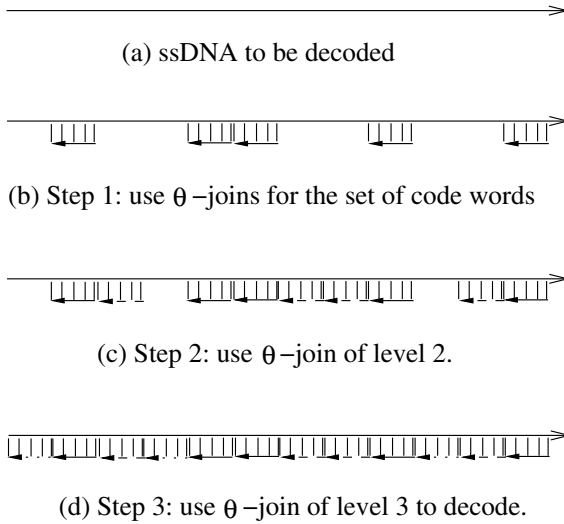 (a) ssDNA to be decoded
(b) Step 1: use θ−joins for the set of code words
(c) Step 2: use θ−join of level 2.
(d) Step 3: use θ−join of level 3 to decode.